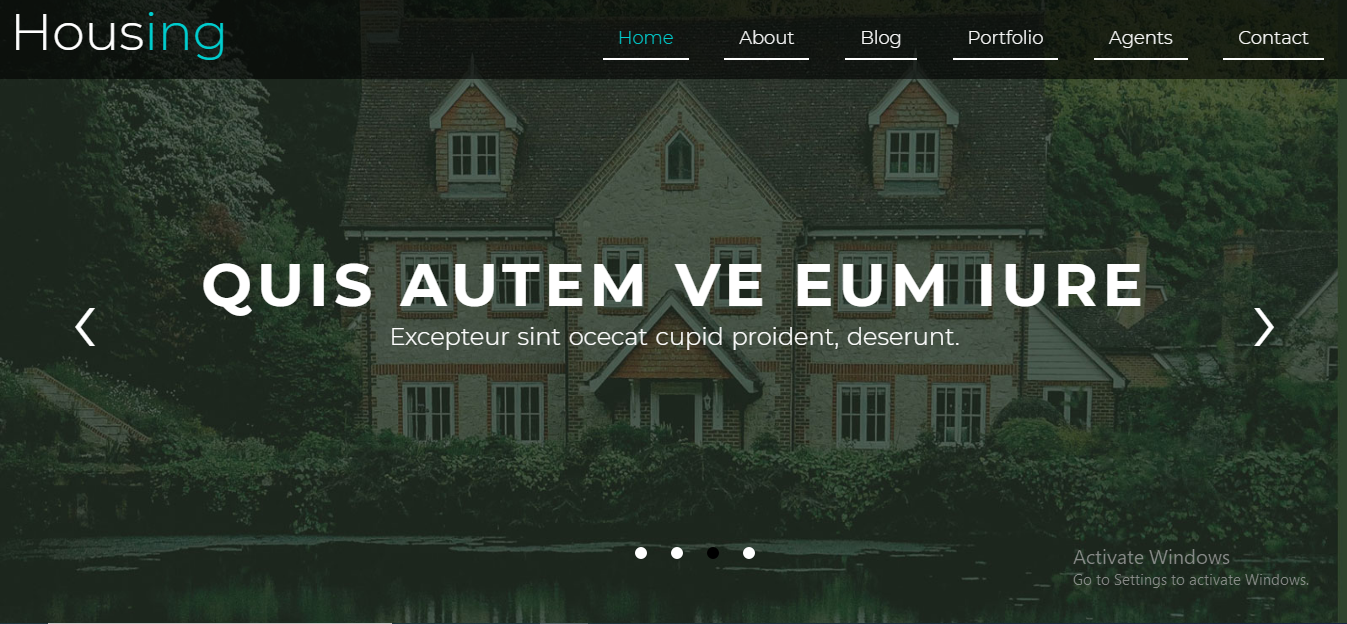 Housing
Home About Blog Portfolio Agents Contact
QUIS AUTEM VE EUM IURE
Excepteur sint ocecat cupid proident, deserunt.
Activate Windows
Go to Settings to activate Windows.